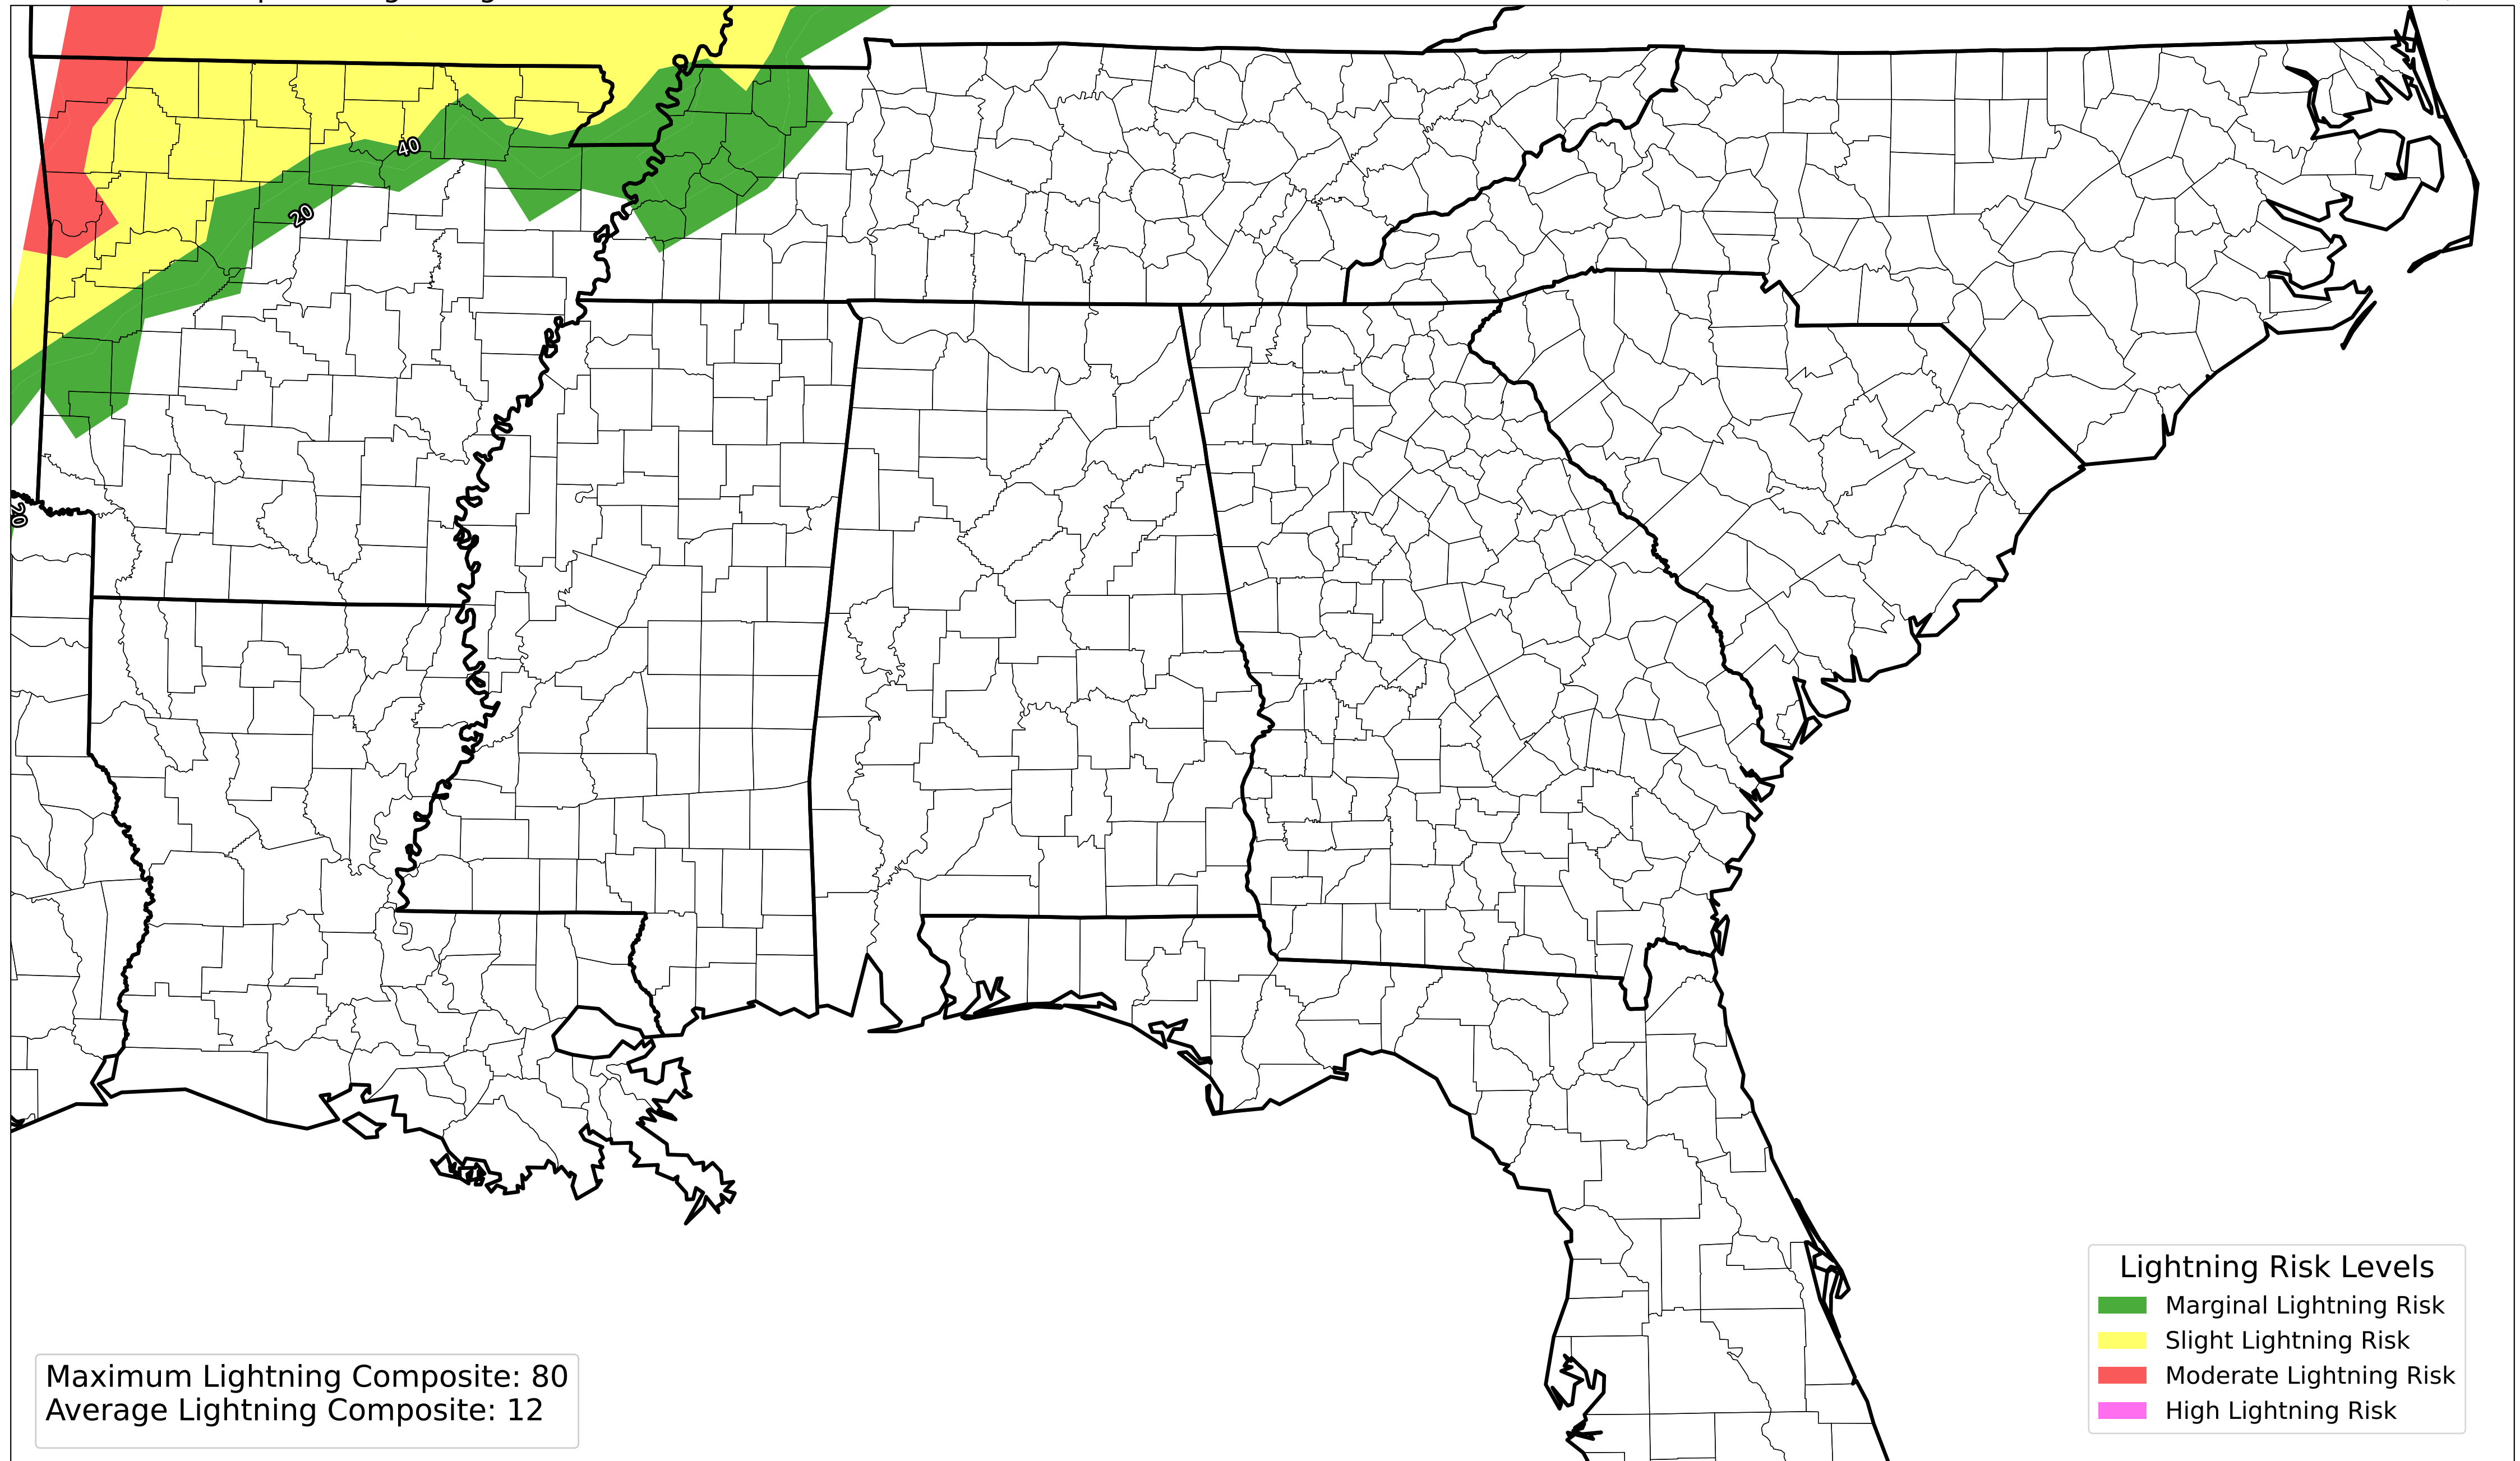 40
20
20
Lightning Risk Levels
Marginal Lightning Risk
Slight Lightning Risk
Moderate Lightning Risk
High Lightning Risk
Maximum Lightning Composite: 80
Average Lightning Composite: 12